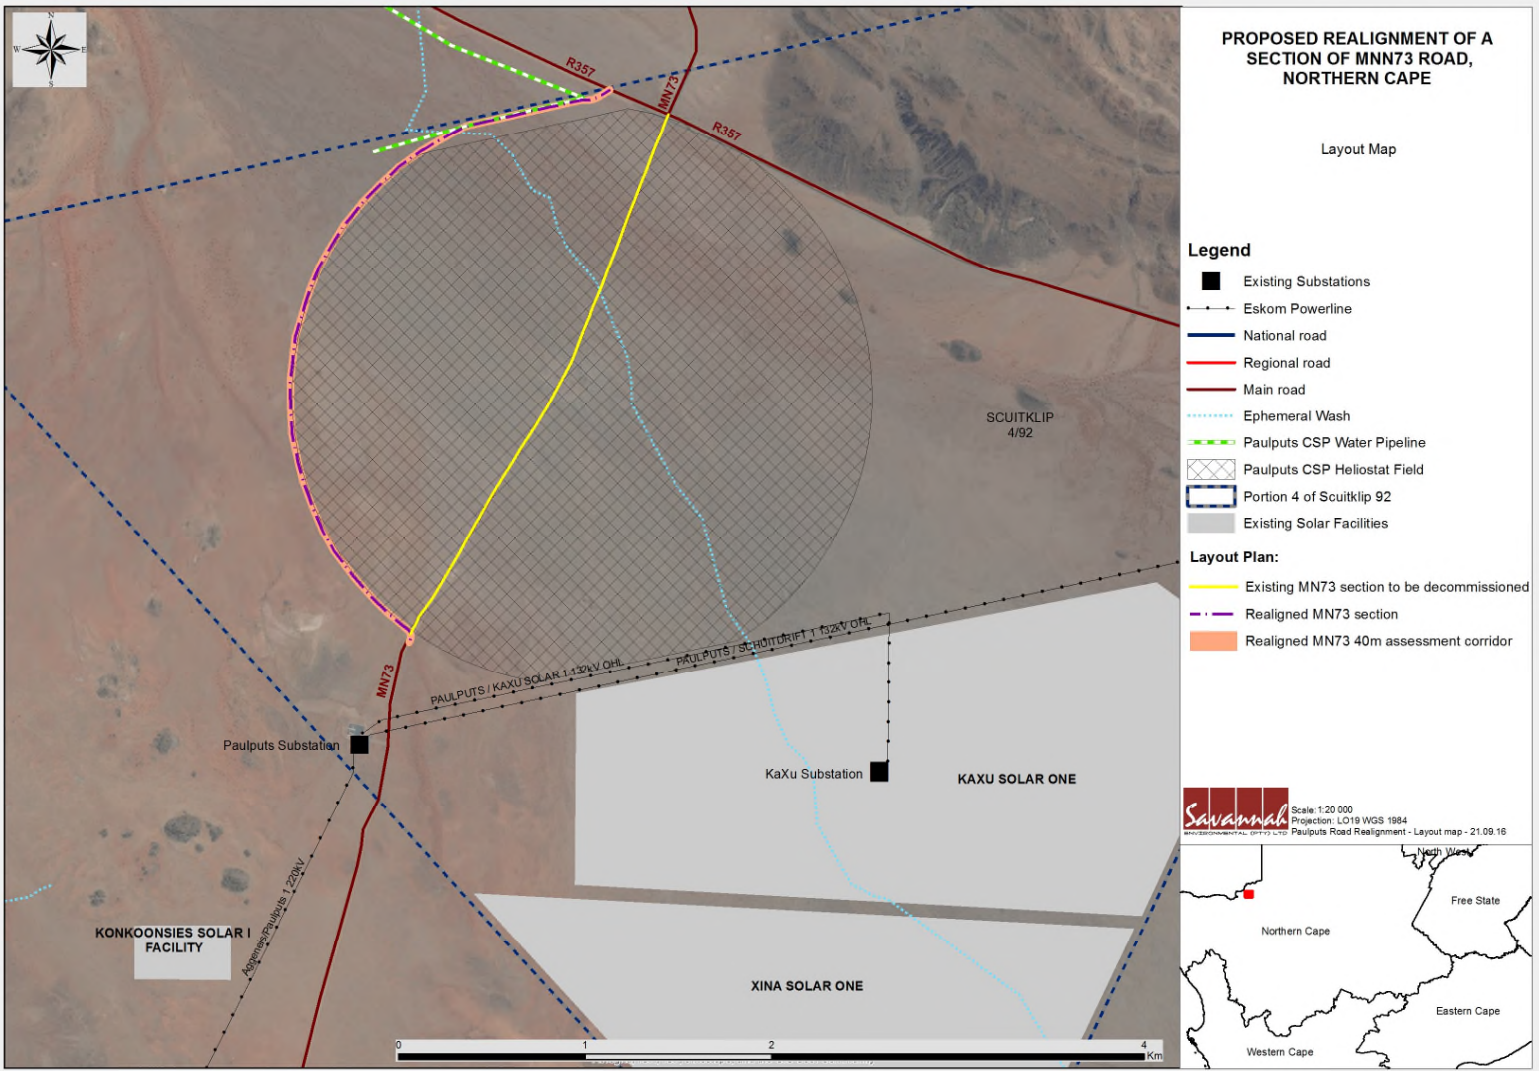 N
W
E
S
R357
MN73
R357
SCUITKLIP
4/92
PAULPUTS / SCHUITDRIFT 1 132kV OHL
PAULPUTS / KAXU SOLAR 1 132kV OHL
MN73
Paulputs Substation
KaXu Substation
KAXU SOLAR ONE
Aggeneis/Paulputs 1 220kV
KONKOONSIES SOLAR I
FACILITY
XINA SOLAR ONE
0 1 2 4
Km
PROPOSED REALIGNMENT OF A
SECTION OF MNN73 ROAD,
NORTHERN CAPE
Layout Map
Legend
Existing Substations
Eskom Powerline
National road
Regional road
Main road
Ephemeral Wash
Paulputs CSP Water Pipeline
Paulputs CSP Heliostat Field
Portion 4 of Scuitklip 92
Existing Solar Facilities
Layout Plan:
Existing MN73 section to be decommissioned
Realigned MN73 section
Realigned MN73 40m assessment corridor
Savannah
ENVIRONMENTAL (PTY) LTD
Scale: 1:20 000
Projection: LO19 WGS 1984
Paulputs Road Realignment - Layout map - 21.09.16
North West
Free State
Northern Cape
Eastern Cape
Western Cape